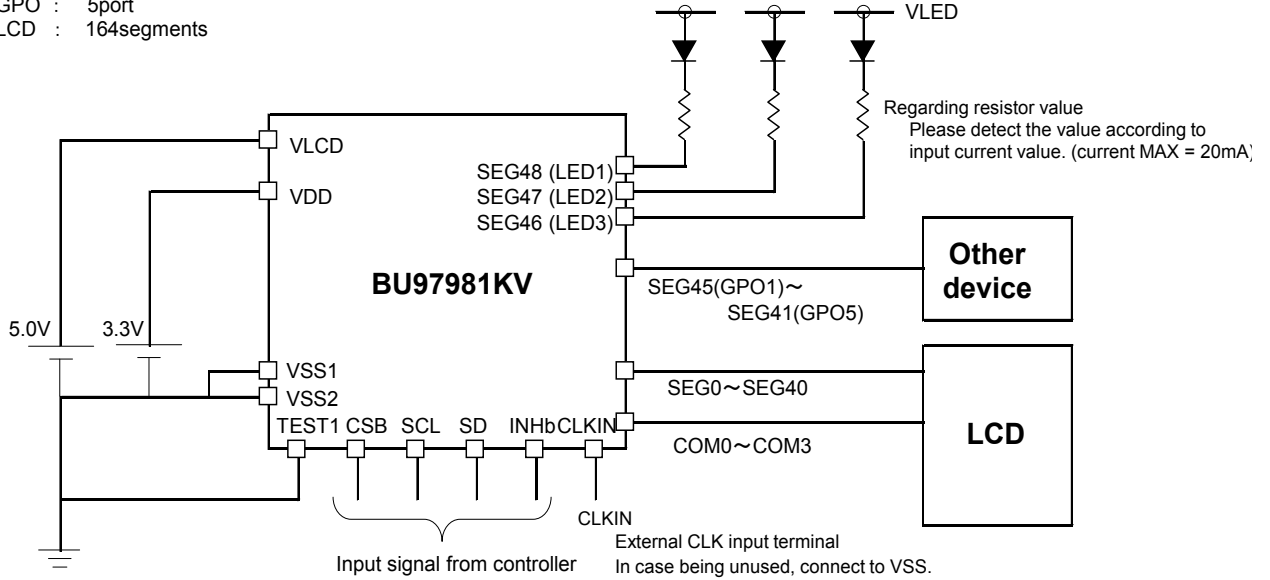 GPO : 5port
LCD : 164segments
VLED
Regarding resistor value
Please detect the value according to
input current value. (current MAX = 20mA)
VLCD
VDD
SEG48 (LED1)
SEG47 (LED2)
SEG46 (LED3)
BU97981KV
Other
device
SEG45(GPO1)～
SEG41(GPO5)
5.0V
3.3V
VSS1
VSS2
SEG0～SEG40
TEST1 CSB SCL SD INHb CLKIN
COM0～COM3
LCD
CLKIN
Input signal from controller
External CLK input terminal
In case being unused, connect to VSS.